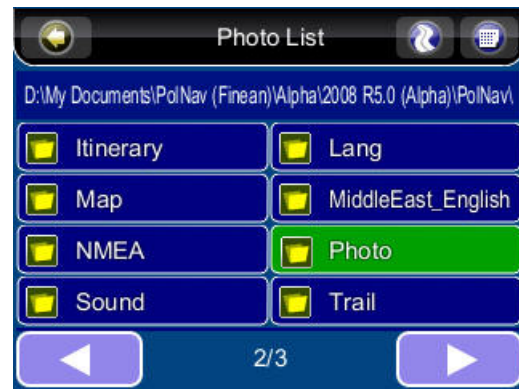 Photo List
D:\My Documents\PolNav (Finean)\Alpha\2008 R5.0 (Alpha)\PolNav\
Itinerary
Lang
Map
MiddleEast_English
NMEA
Photo
Sound
Trail
2/3